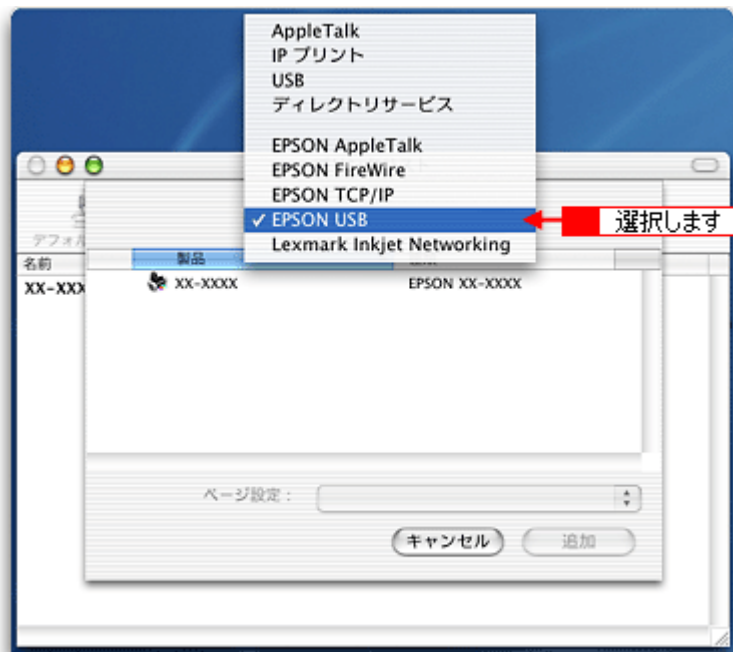 AppleTalk
IP プリント
USB
ディレクトリサービス
EPSON AppleTalk
EPSON FireWire
EPSON TCP/IP
✓ EPSON USB
選択します
Lexmark Inkjet Networking
デフォル
名前
製品
XX-XXX
XX-XXXX
EPSON XX-XXXX
ページ設定：
キャンセル
追加